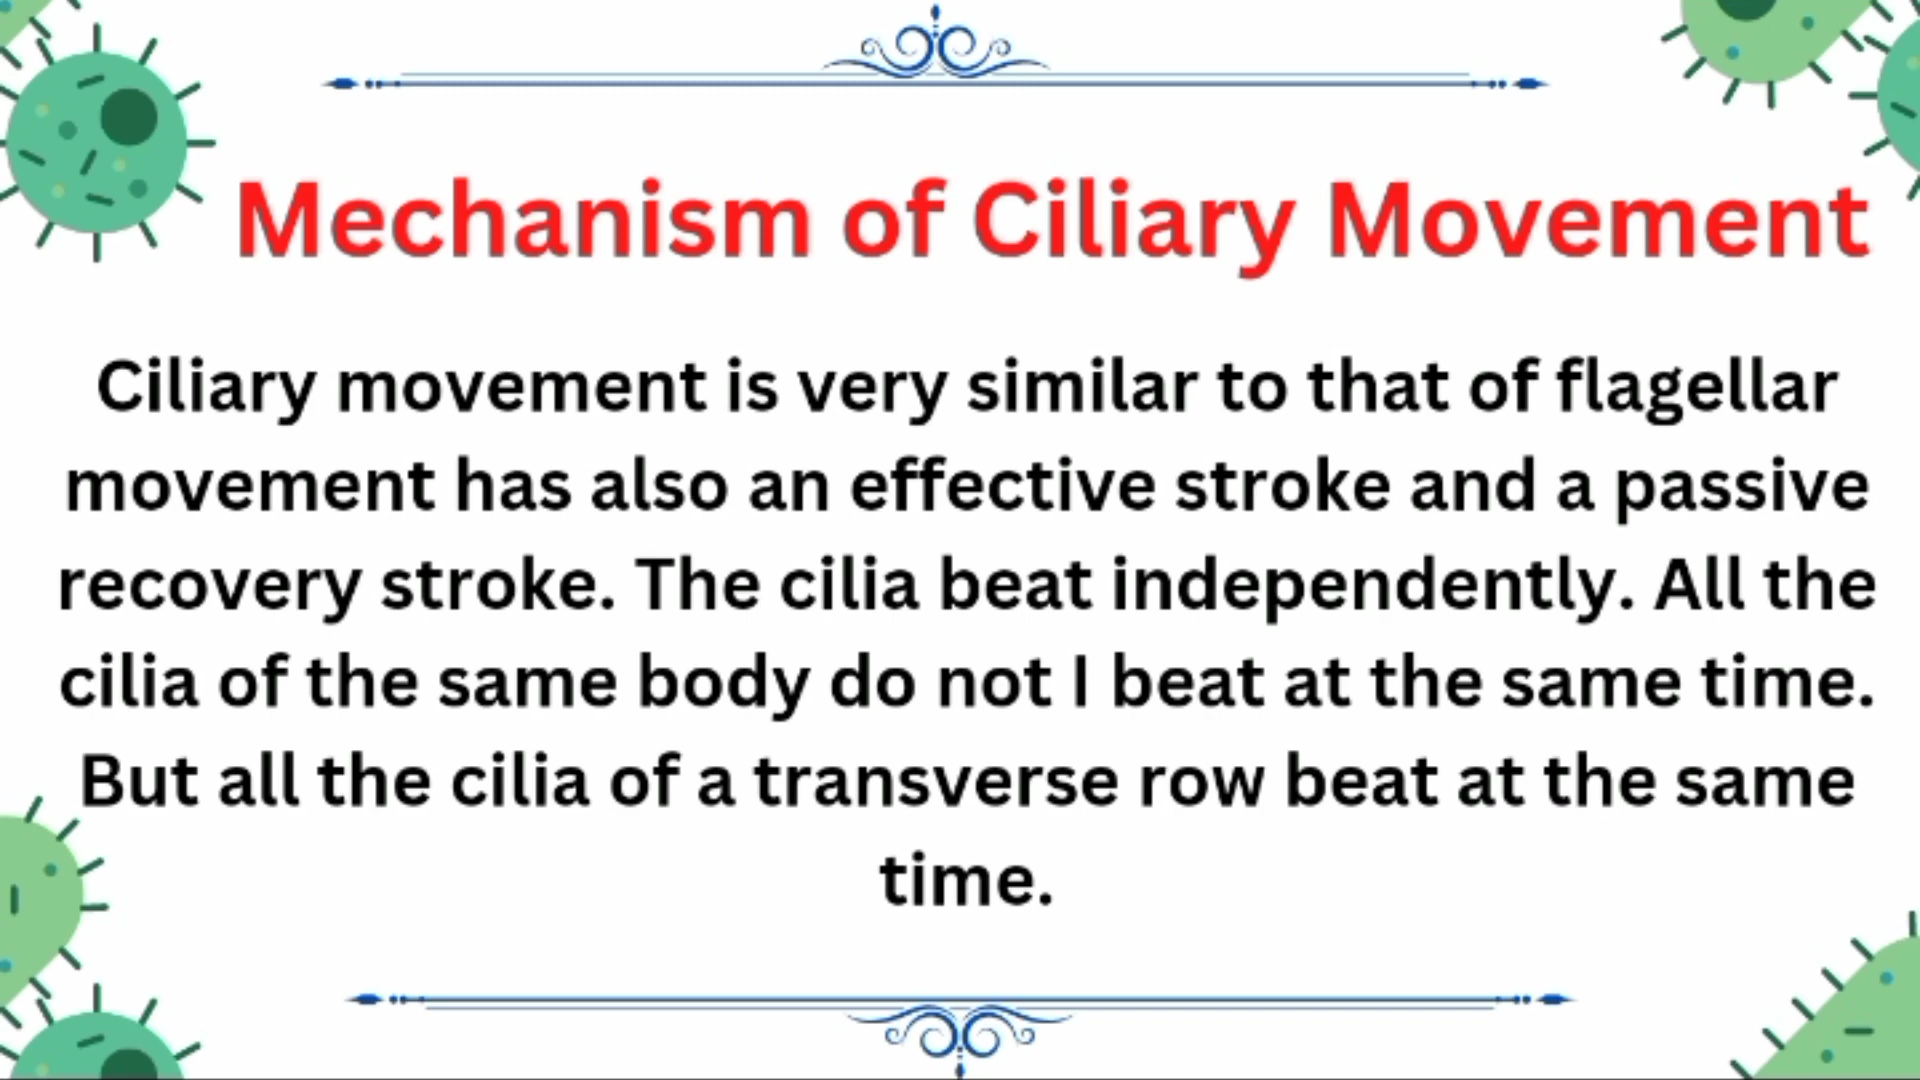 Mechanism of Ciliary Movement
Ciliary movement is very similar to that of flagellar
movement has also an effective stroke and a passive
recovery stroke. The cilia beat independently. All the
cilia of the same body do not I beat at the same time.
But all the cilia of a transverse row beat at the same
time.